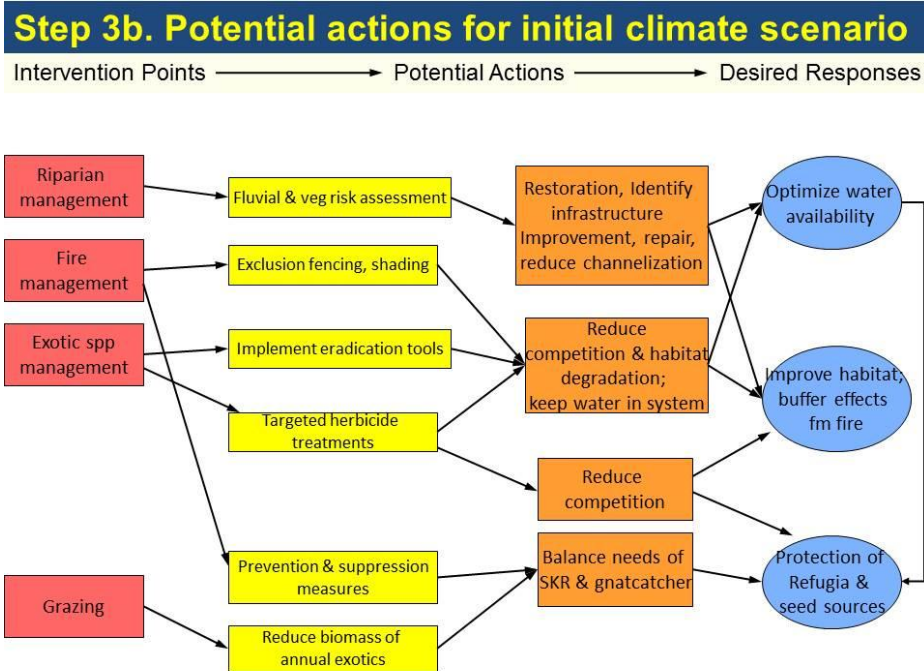 Step 3b. Potential actions for initial climate scenario
Intervention Points
Potential Actions
Desired Responses
Riparian
management
Fluvial & veg risk assessment
Restoration, Identify
infrastructure
Improvement, repair,
reduce channelization
Optimize water
availability
Fire
management
Exclusion fencing, shading
Exotic spp
management
Implement eradication tools
Reduce
competition & habitat
degradation;
keep water in system
Improve habitat;
buffer effects
fm fire
Targeted herbicide
treatments
Reduce
competition
Prevention & suppression
measures
Balance needs of
SKR & gnatcatcher
Protection of
Refugia &
seed sources
Grazing
Reduce biomass of
annual exotics